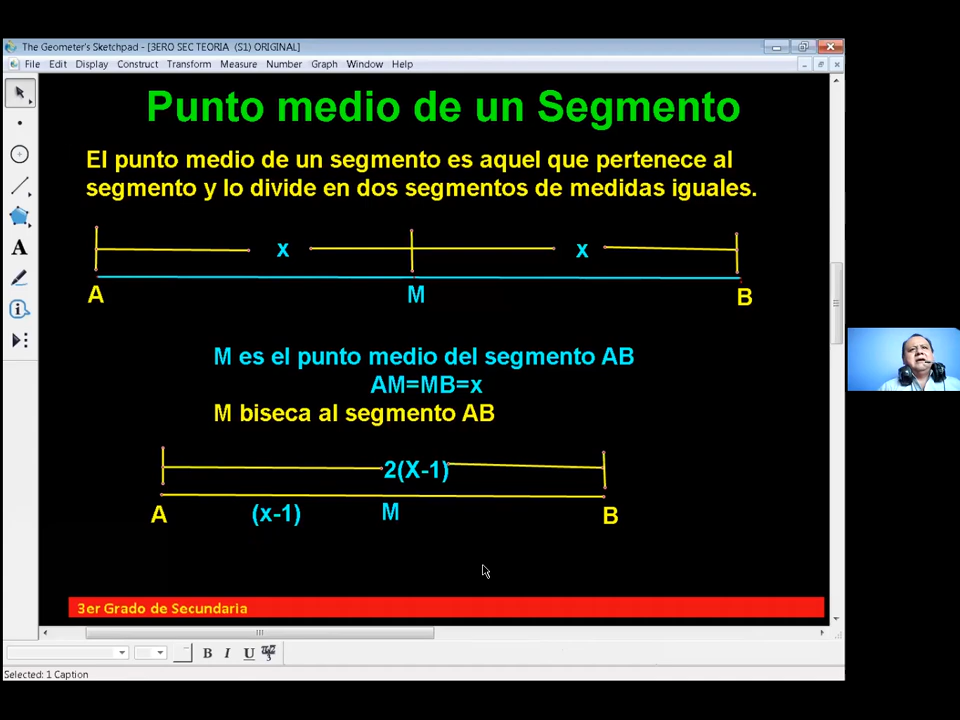 The Geometer's Sketchpad - [3ERO SEC TEORIA (S1) ORIGINAL]
File Edit Display Construct Transform Measure Number Graph Window Help
Punto medio de un Segmento
El punto medio de un segmento es aquel que pertenece al
segmento y lo divide en dos segmentos de medidas iguales.
x x
A M B
M es el punto medio del segmento AB
AM=MB=x
M biseca al segmento AB
2(X-1)
A (x-1) M B
3er Grado de Secundaria
B I U
Selected: 1 Caption